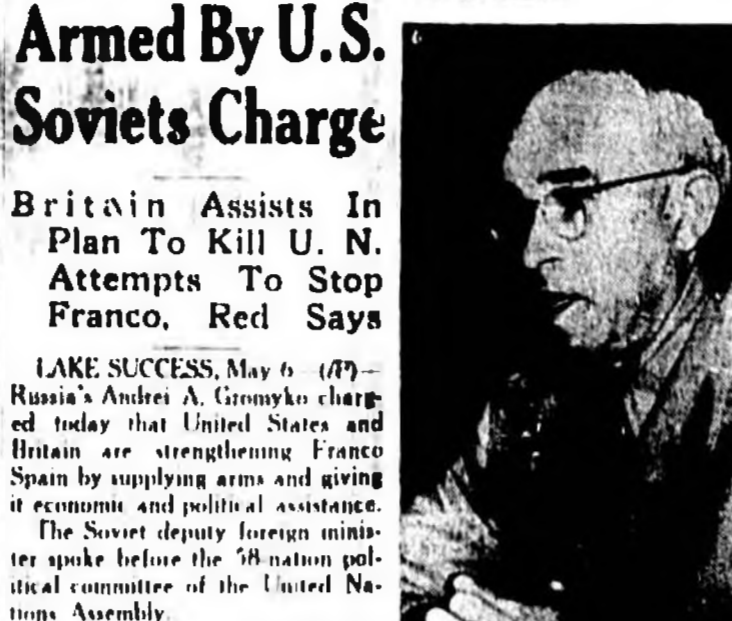 Armed By U.S.
Soviets Charge
Britain Assists In
Plan To Kill U. N.
Attempts To Stop
Franco, Red Says
LAKE SUCCESS, May 6 —(AP)—
Russia's Andrei A. Gromyko charg-
ed today that United States and
Britain are strengthening Franco
Spain by supplying arms and giving
it economic and political assistance.
The Soviet deputy foreign minis-
ter spoke before the 58-nation pol-
itical committee of the United Na-
tions Assembly.